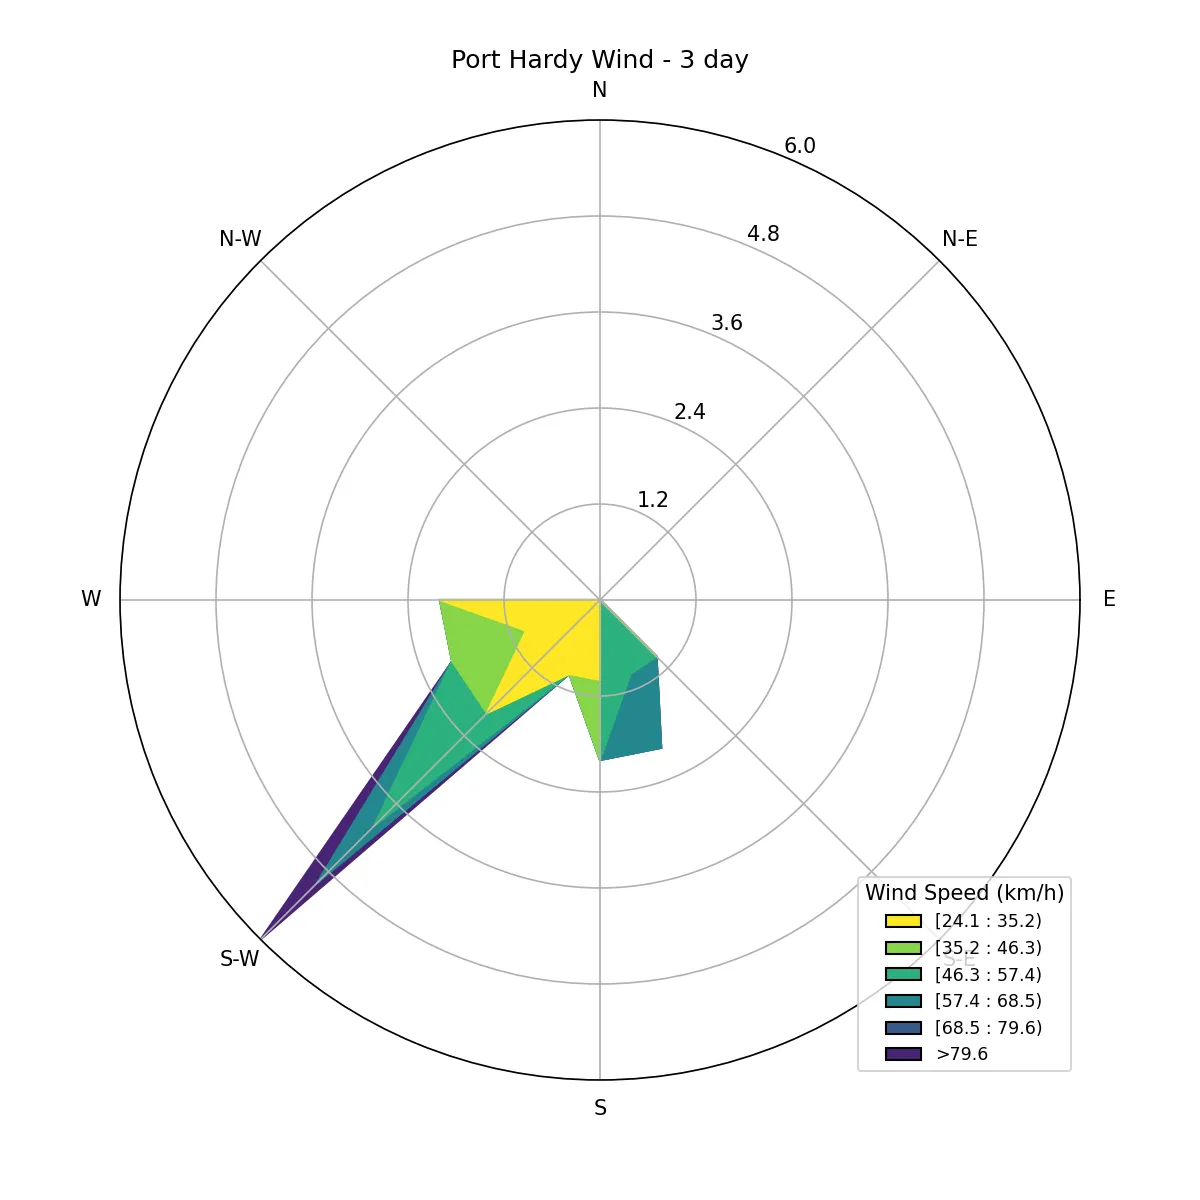 Port Hardy Wind - 3 day
N
6.0
N-W
4.8
N-E
3.6
2.4
1.2
W
E
S-W
S-E
S
Wind Speed (km/h)
[24.1 : 35.2)
[35.2 : 46.3)
[46.3 : 57.4)
[57.4 : 68.5)
[68.5 : 79.6)
>79.6